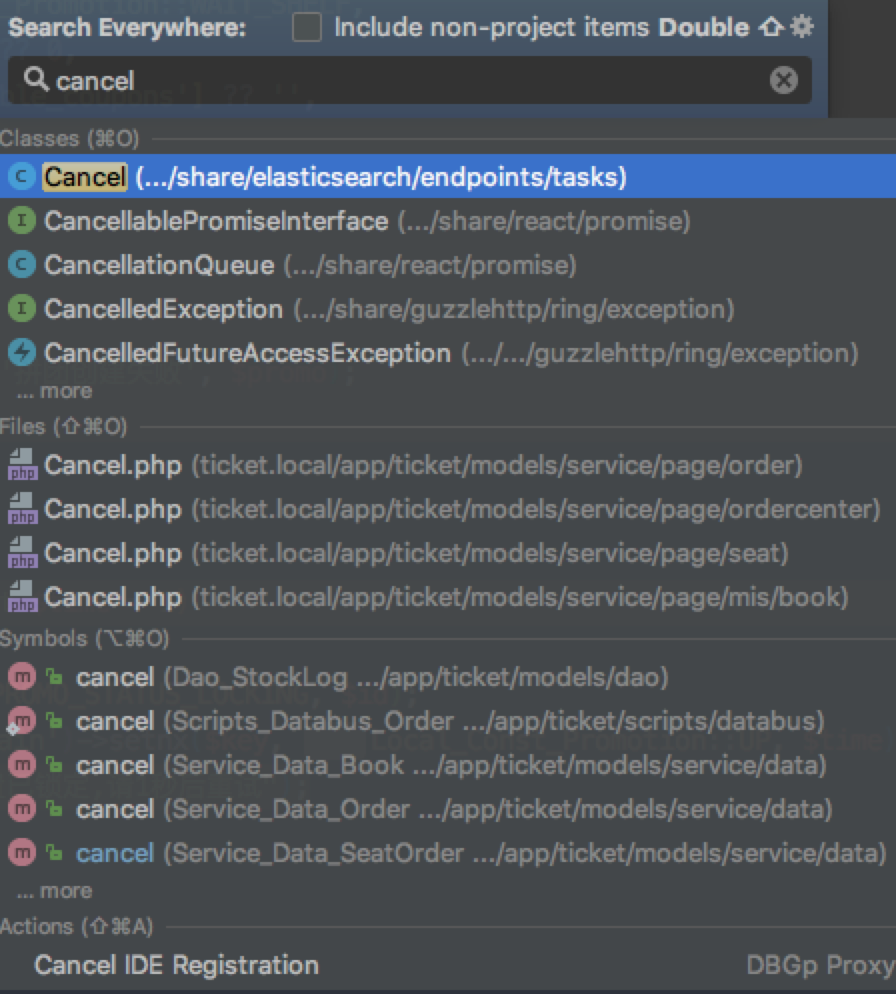 Search Everywhere: Include non-project items Double ⇧
cancel
Classes (⌘O)
C Cancel (.../share/elasticsearch/endpoints/tasks)
I CancellablePromiseInterface (.../share/react/promise)
C CancellationQueue (.../share/react/promise)
I CancelledException (.../share/guzzlehttp/ring/exception)
CancelledFutureAccessException (.../.../guzzlehttp/ring/exception)
... more
Files (⇧⌘O)
php Cancel.php (ticket.local/app/ticket/models/service/page/order)
php Cancel.php (ticket.local/app/ticket/models/service/page/ordercenter)
php Cancel.php (ticket.local/app/ticket/models/service/page/seat)
php Cancel.php (ticket.local/app/ticket/models/service/page/mis/book)
Symbols (⌥⌘O)
m cancel (Dao_StockLog .../app/ticket/models/dao)
m cancel (Scripts_Databus_Order .../app/ticket/scripts/databus)
m cancel (Service_Data_Book .../app/ticket/models/service/data)
m cancel (Service_Data_Order .../app/ticket/models/service/data)
m cancel (Service_Data_SeatOrder .../app/ticket/models/service/data)
... more
Actions (⇧⌘A)
Cancel IDE Registration DBGp Proxy